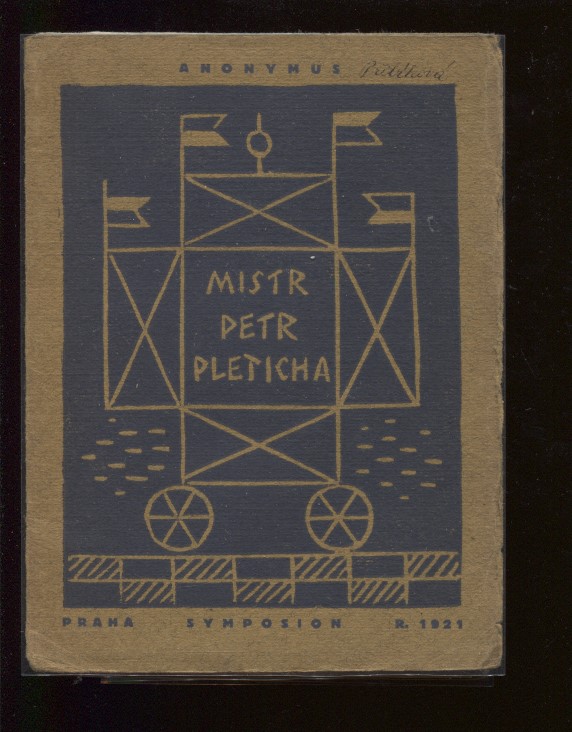 ANONYMUS
MISTR
PETR
PLETICHA
PRAHA SYMPOSION R. 1921